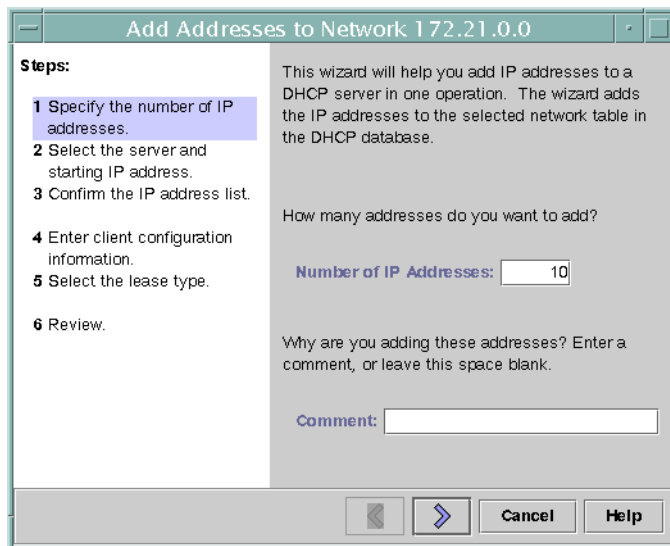 Add Addresses to Network 172.21.0.0
Steps:
1 Specify the number of IP
addresses.
2 Select the server and
starting IP address.
3 Confirm the IP address list.
4 Enter client configuration
information.
5 Select the lease type.
6 Review.
This wizard will help you add IP addresses to a
DHCP server in one operation. The wizard adds
the IP addresses to the selected network table in
the DHCP database.
How many addresses do you want to add?
Number of IP Addresses: 10
Why are you adding these addresses? Enter a
comment, or leave this space blank.
Comment:
Cancel Help